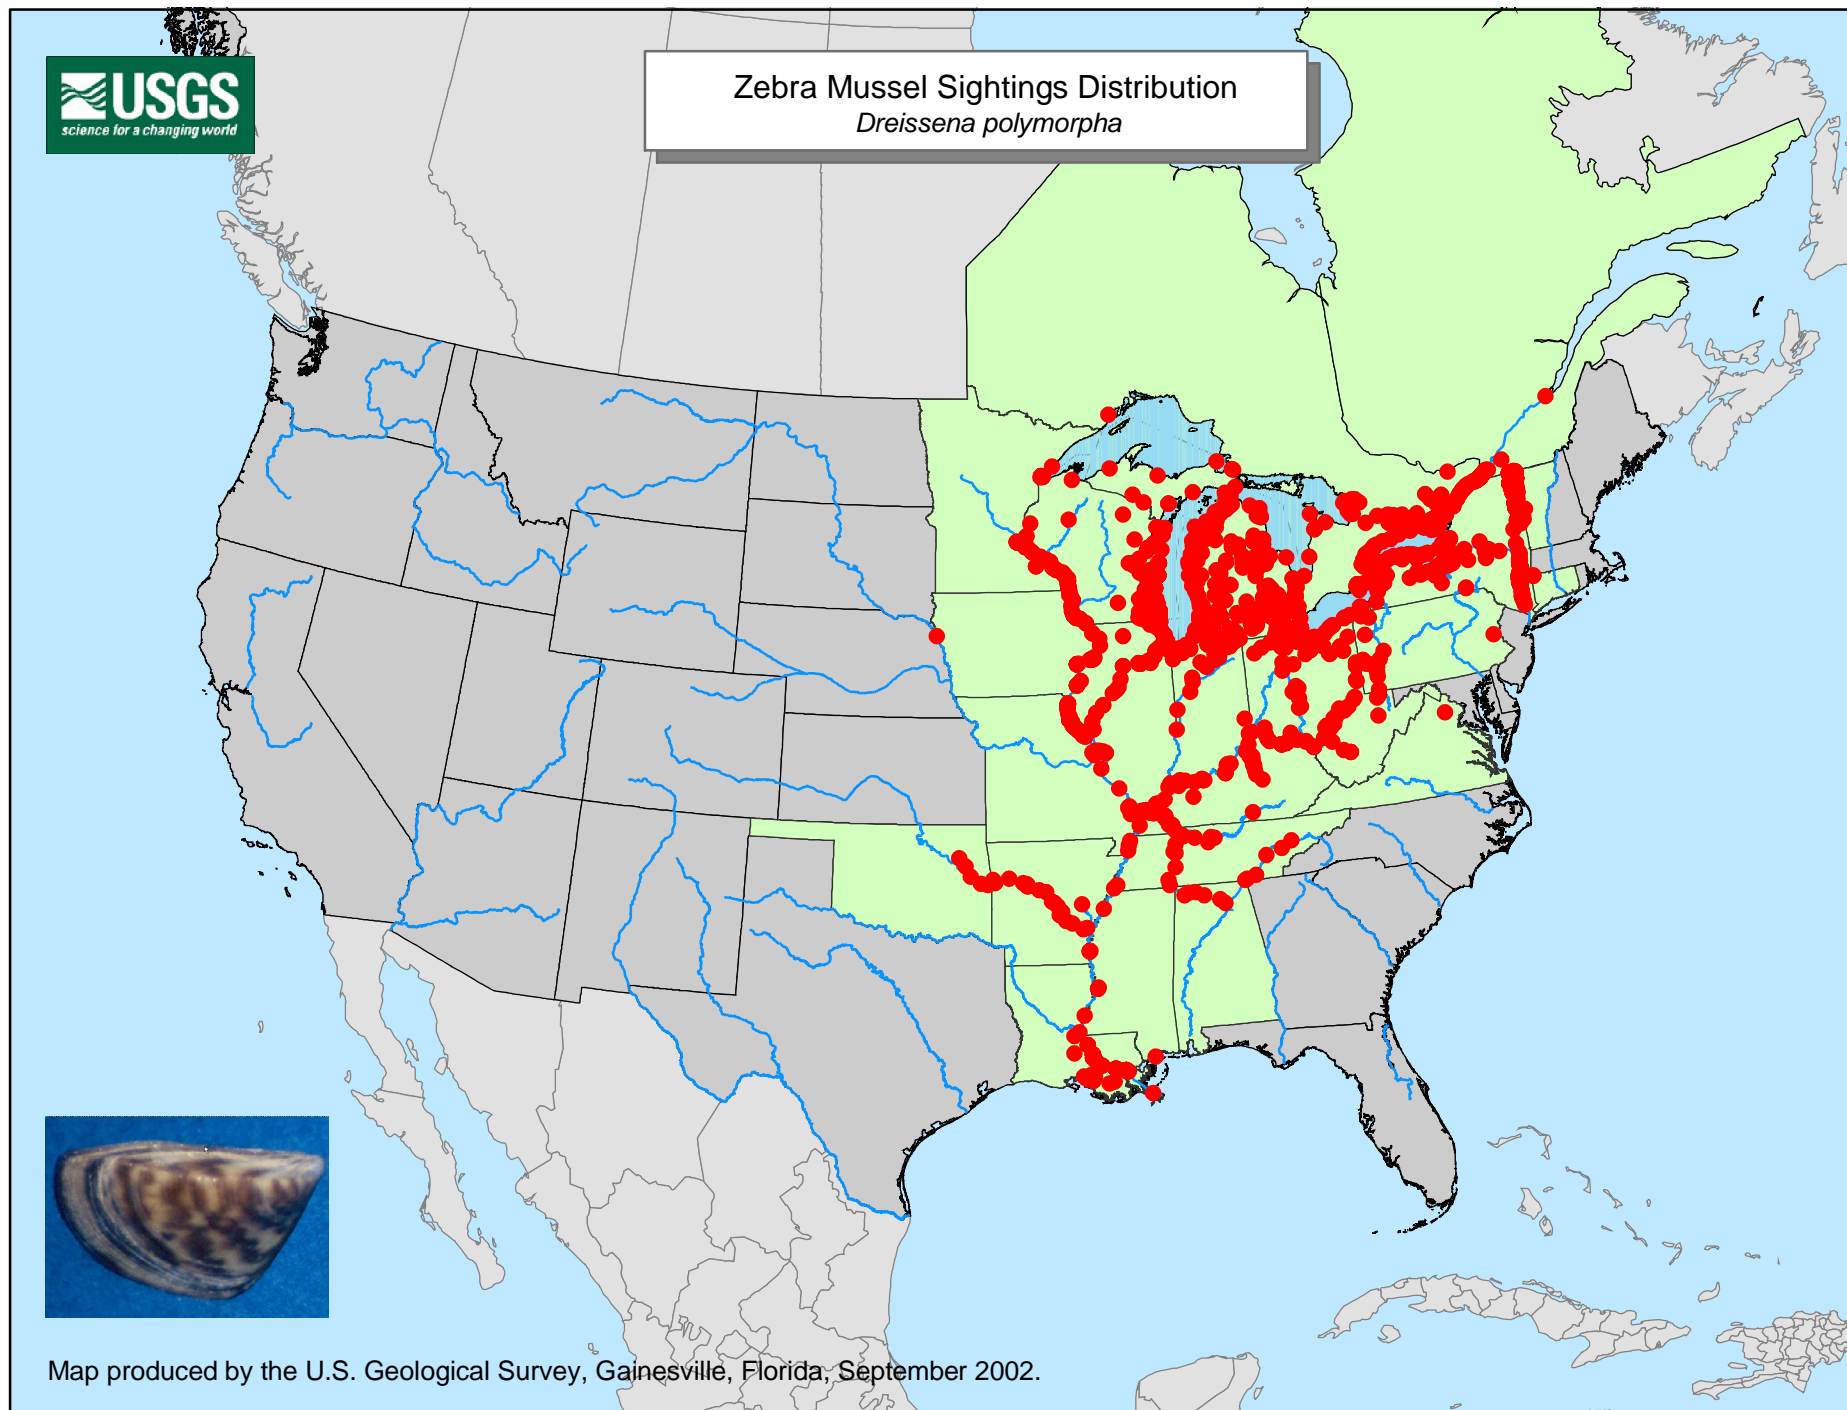 USGS
science for a changing world
Zebra Mussel Sightings Distribution
Dreissena polymorpha
Map produced by the U.S. Geological Survey, Gainesville, Florida, September 2002.